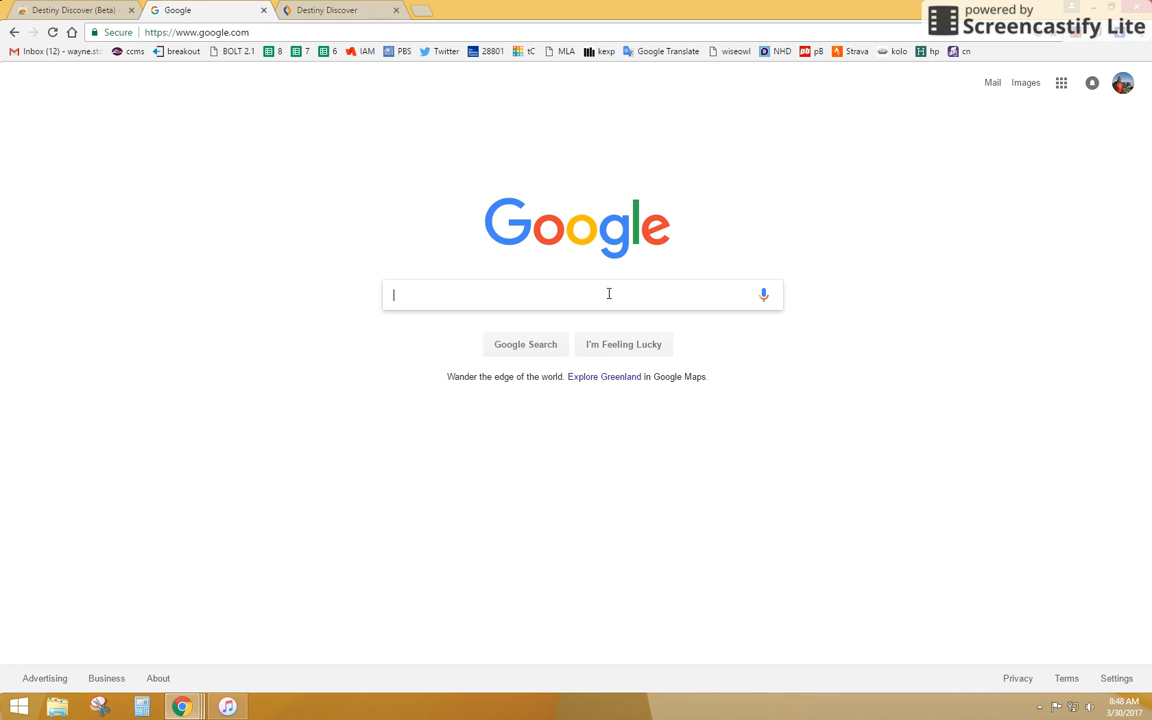 Destiny Discover (Beta)
Google
Destiny Discover
powered by
Screencastify Lite
Secure
https://www.google.com
Inbox (12) - wayne.st
ccms
breakout
BOLT 2.1
8
7
6
IAM
PBS
Twitter
28801
tC
MLA
kexp
Google Translate
wiseowl
NHD
pB
Strava
kolo
hp
cn
Mail
Images
Google
Google Search
I'm Feeling Lucky
Wander the edge of the world. Explore Greenland in Google Maps.
Advertising
Business
About
Privacy
Terms
Settings
8:48 AM
3/30/2017